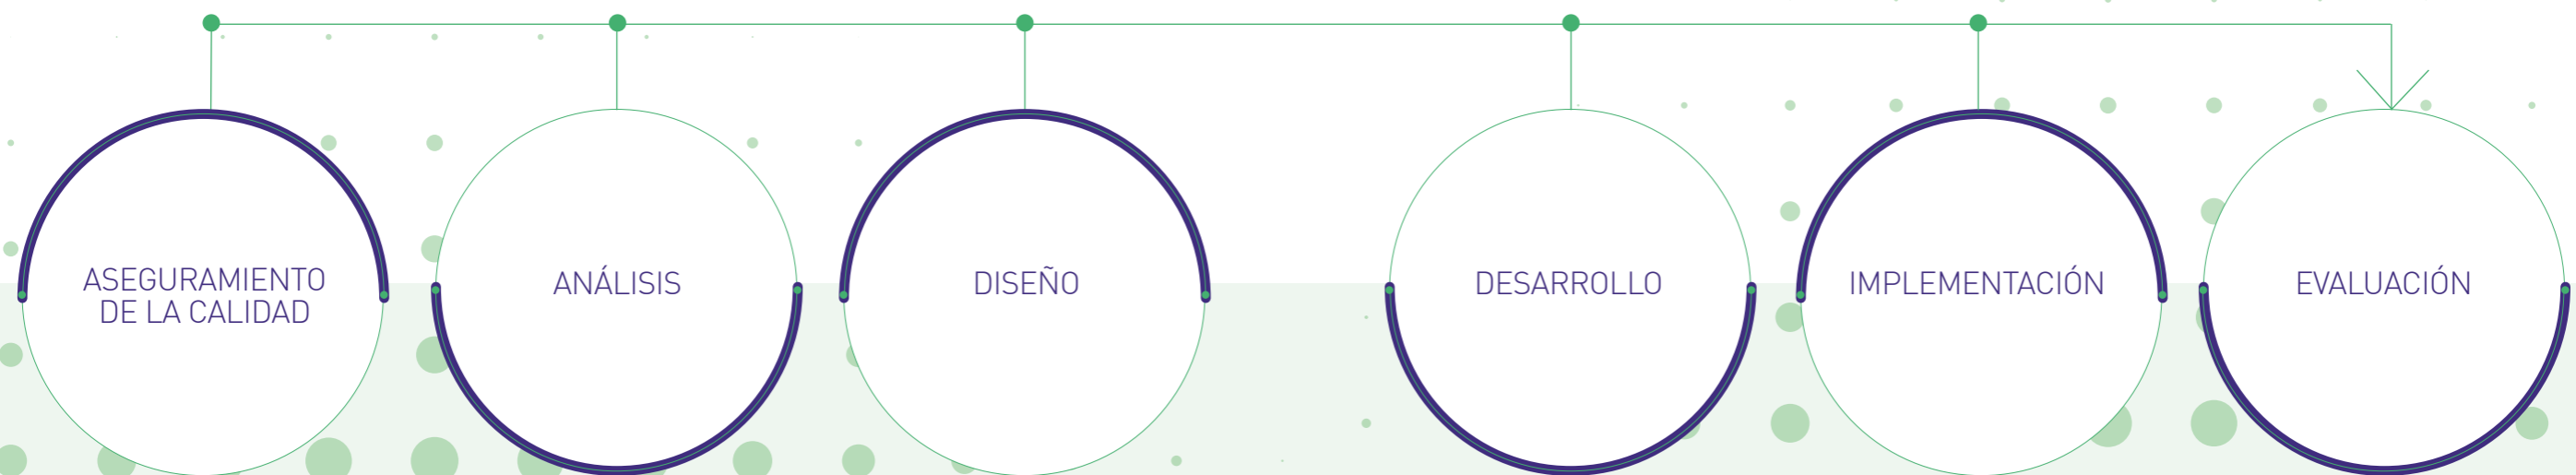 ASEGURAMIENTO
DE LA CALIDAD
ANÁLISIS
DISEÑO
DESARROLLO
IMPLEMENTACIÓN
EVALUACIÓN